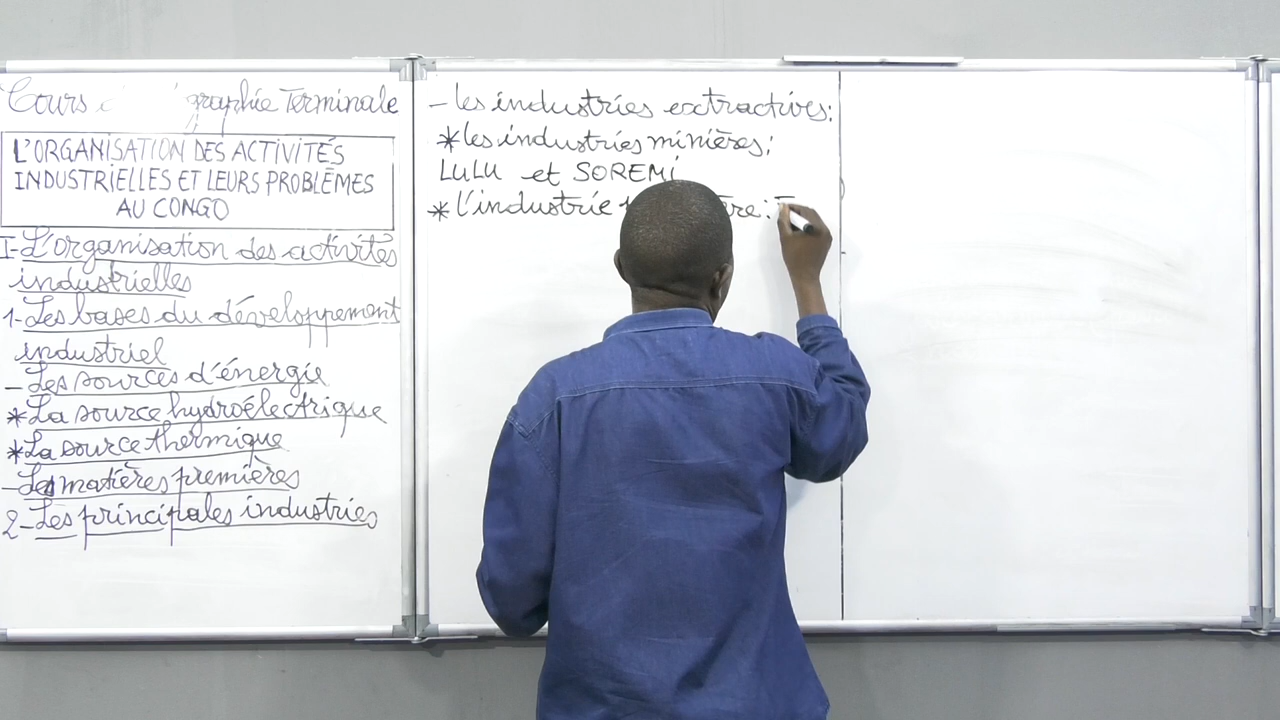 Cours graphie Terminale
L'ORGANISATION DES ACTIVITÉS
INDUSTRIELLES ET LEURS PROBLÈMES
AU CONGO
I-L'organisation des activités
industrielles
1-Les bases du développement
industriel
- Les sources d'énergie
* La source hydroélectrique
* La source thermique
- Les matières premières
2- Les principales industries
- les industries extractives:
* les industries minières:
LULU et SOREMI
* l'industrie